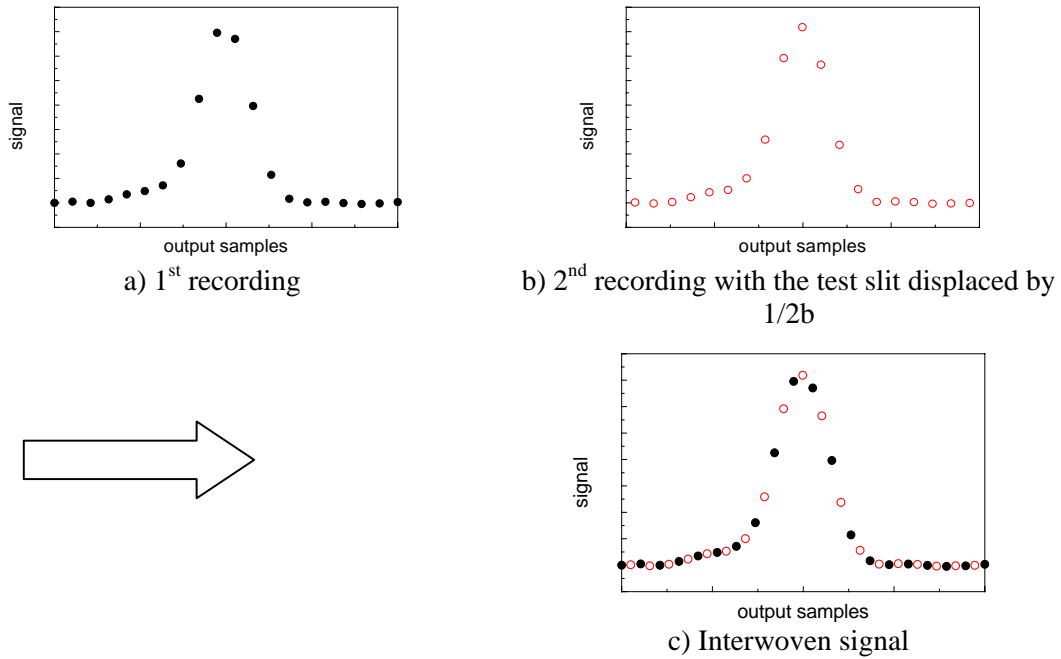 signal
output samples
a) 1st recording
signal
output samples
b) 2nd recording with the test slit displaced by
1/2b
signal
output samples
c) Interwoven signal